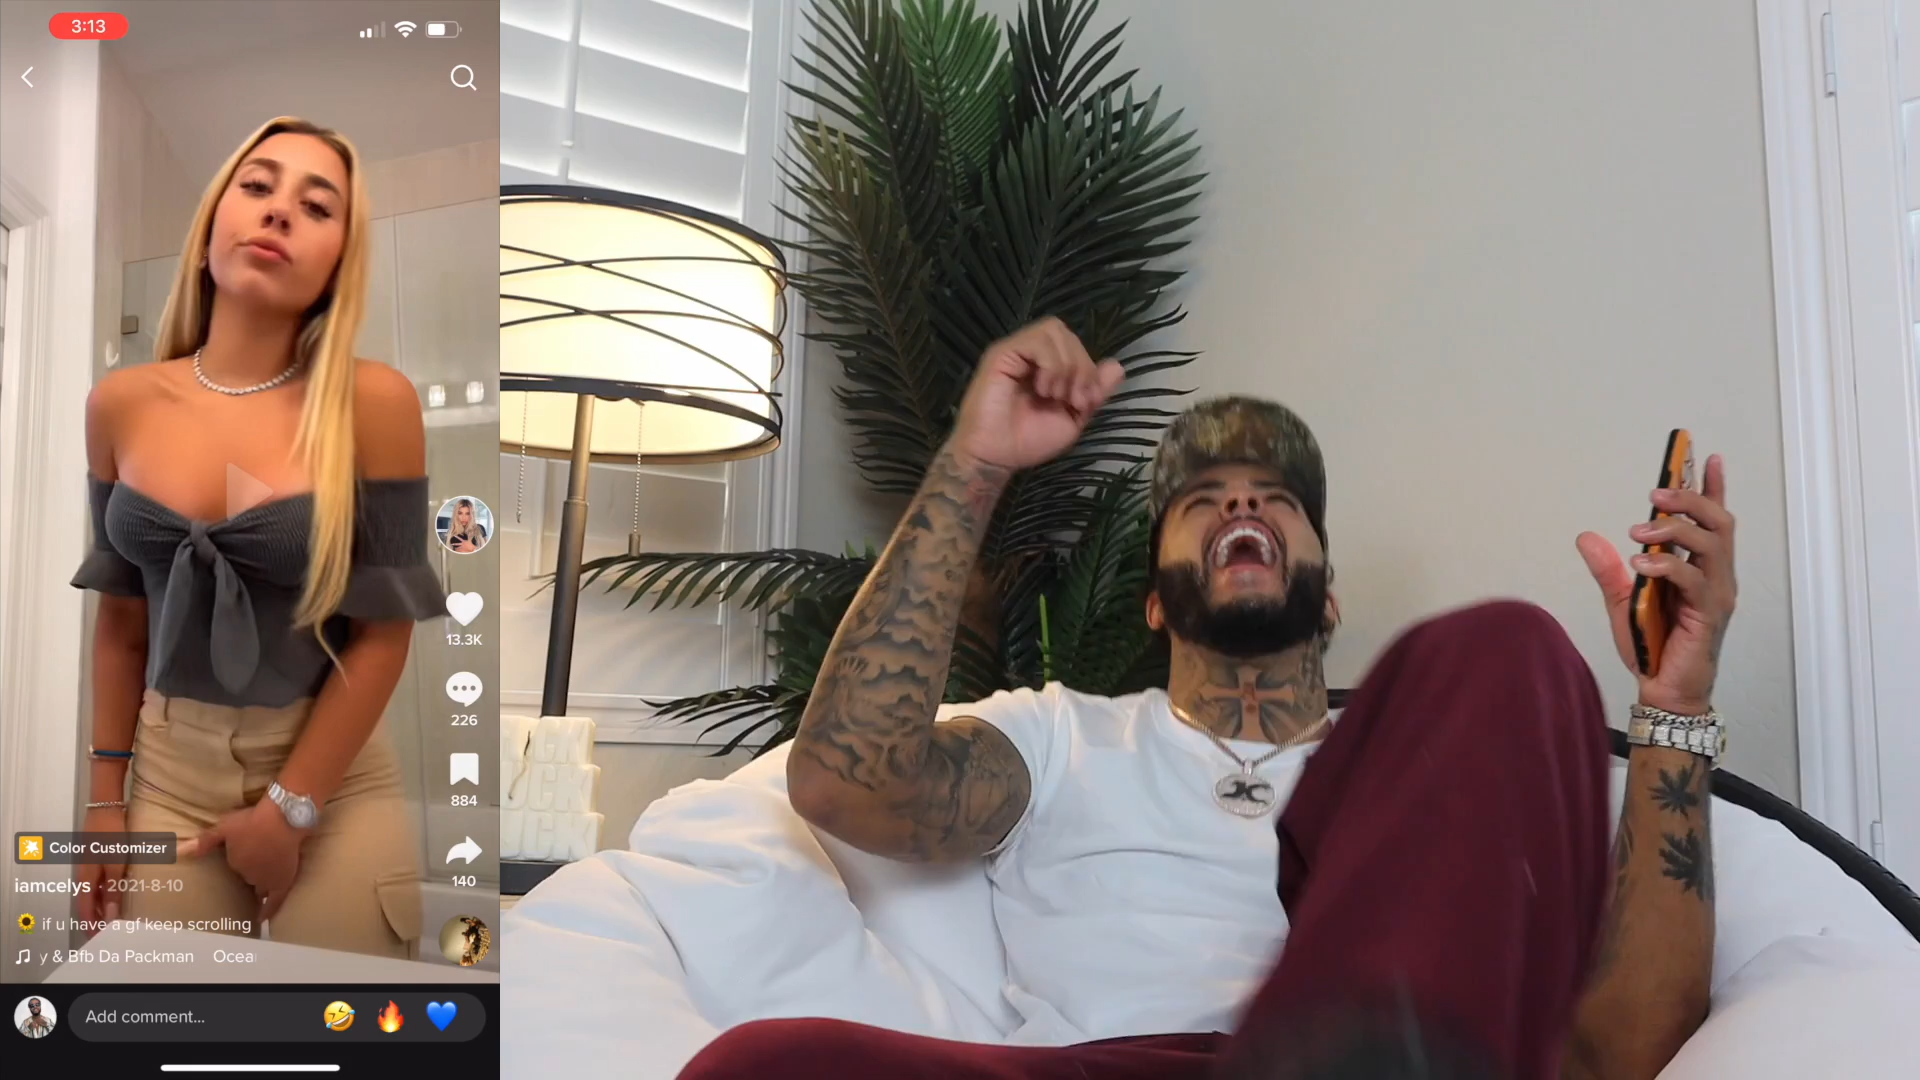 3:13
13.3K
226
884
140
Color Customizer
iamcelys · 2021-8-10
🌻 if u have a gf keep scrolling
y & Bfb Da Packman Ocea
Add comment...
JC